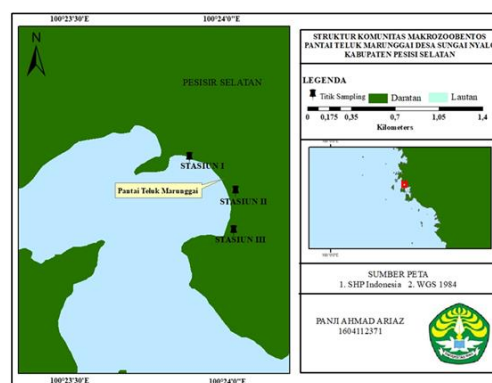 100°23'30"E
100°24'0"E
N
PESISIR SELATAN
STASIUN I
Pantai Teluk Marunggai
STASIUN II
STASIUN III
100°23'30"E
100°24'0"E
STRUKTUR KOMUNITAS MAKROZOOBENTOS
PANTAI TELUK MARUNGGAI DESA SUNGAI NYALO
KABUPATEN PESISI SELATAN
LEGENDA
Titik Sampling
Daratan
Lautan
0 0,175 0,35 0,7 1,05 1,4
Kilometers
SUMBER PETA
1. SHP Indonesia 2. WGS 1984
PANJI AHMAD ARIAZ
1604112371